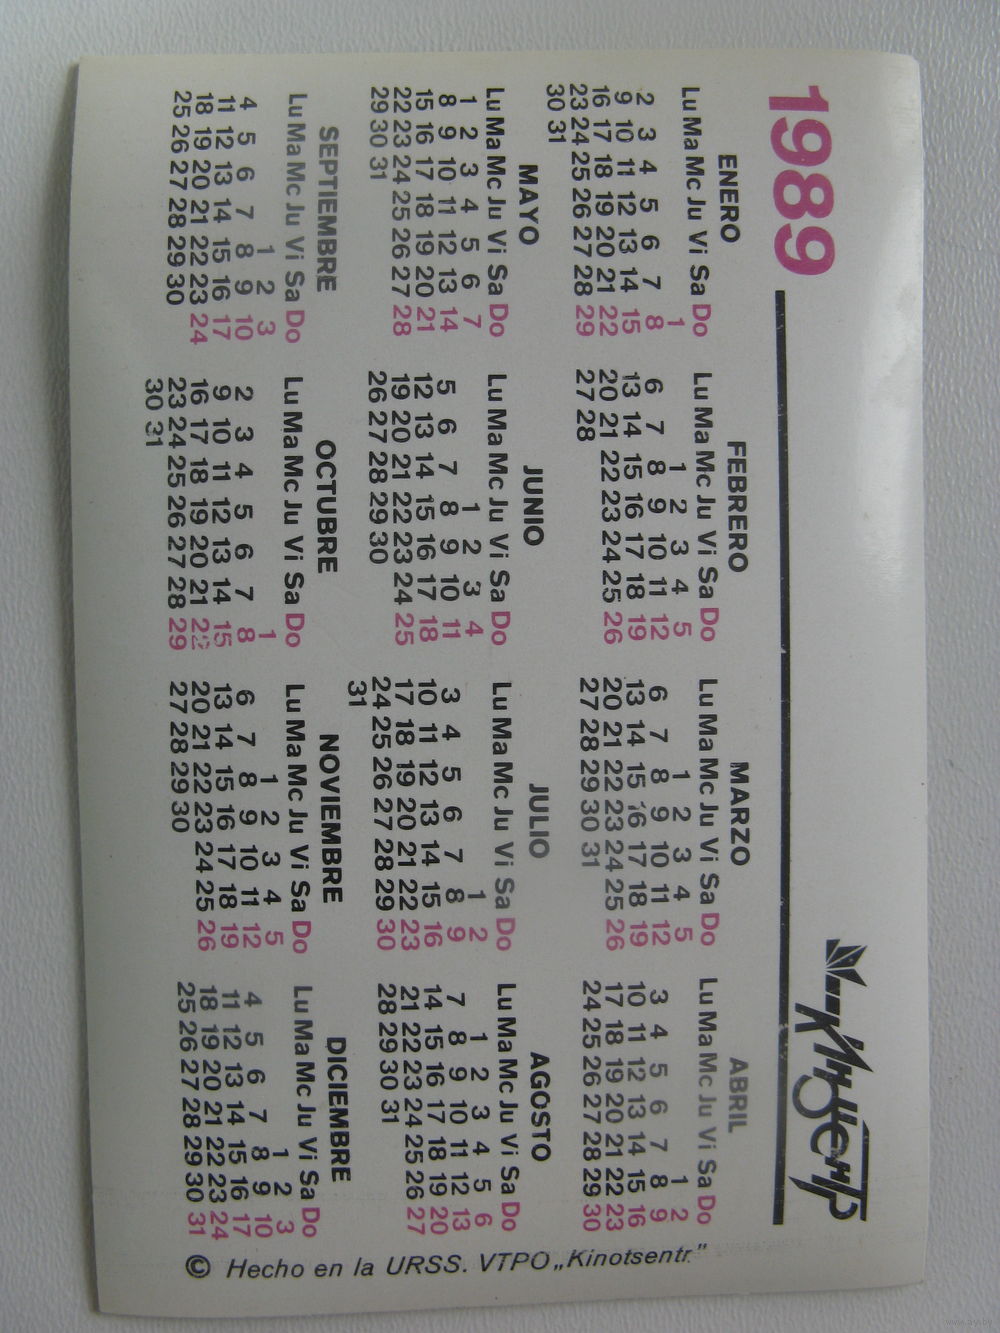 1989
Киноцентр
ENERO
Lu Ma Mc Ju Vi Sa Do
1
2 3 4 5 6 7 8
9 10 11 12 13 14 15
16 17 18 19 20 21 22
23 24 25 26 27 28 29
30 31
FEBRERO
Lu Ma Mc Ju Vi Sa Do
1 2 3 4 5
6 7 8 9 10 11 12
13 14 15 16 17 18 19
20 21 22 23 24 25 26
27 28
MARZO
Lu Ma Mc Ju Vi Sa Do
1 2 3 4 5
6 7 8 9 10 11 12
13 14 15 16 17 18 19
20 21 22 23 24 25 26
27 28 29 30 31
ABRIL
Lu Ma Mc Ju Vi Sa Do
1 2
3 4 5 6 7 8 9
10 11 12 13 14 15 16
17 18 19 20 21 22 23
24 25 26 27 28 29 30
MAYO
Lu Ma Mc Ju Vi Sa Do
1 2 3 4 5 6 7
8 9 10 11 12 13 14
15 16 17 18 19 20 21
22 23 24 25 26 27 28
29 30 31
JUNIO
Lu Ma Mc Ju Vi Sa Do
1 2 3 4
5 6 7 8 9 10 11
12 13 14 15 16 17 18
19 20 21 22 23 24 25
26 27 28 29 30
JULIO
Lu Ma Mc Ju Vi Sa Do
1 2
3 4 5 6 7 8 9
10 11 12 13 14 15 16
17 18 19 20 21 22 23
24 25 26 27 28 29 30
31
AGOSTO
Lu Ma Mc Ju Vi Sa Do
1 2 3 4 5 6
7 8 9 10 11 12 13
14 15 16 17 18 19 20
21 22 23 24 25 26 27
28 29 30 31
SEPTIEMBRE
Lu Ma Mc Ju Vi Sa Do
1 2 3
4 5 6 7 8 9 10
11 12 13 14 15 16 17
18 19 20 21 22 23 24
25 26 27 28 29 30
OCTUBRE
Lu Ma Mc Ju Vi Sa Do
1
2 3 4 5 6 7 8
9 10 11 12 13 14 15
16 17 18 19 20 21 22
23 24 25 26 27 28 29
30 31
NOVIEMBRE
Lu Ma Mc Ju Vi Sa Do
1 2 3 4 5
6 7 8 9 10 11 12
13 14 15 16 17 18 19
20 21 22 23 24 25 26
27 28 29 30
DICIEMBRE
Lu Ma Mc Ju Vi Sa Do
1 2 3
4 5 6 7 8 9 10
11 12 13 14 15 16 17
18 19 20 21 22 23 24
25 26 27 28 29 30 31
© Hecho en la URSS. VTPO „Kinotsentr."